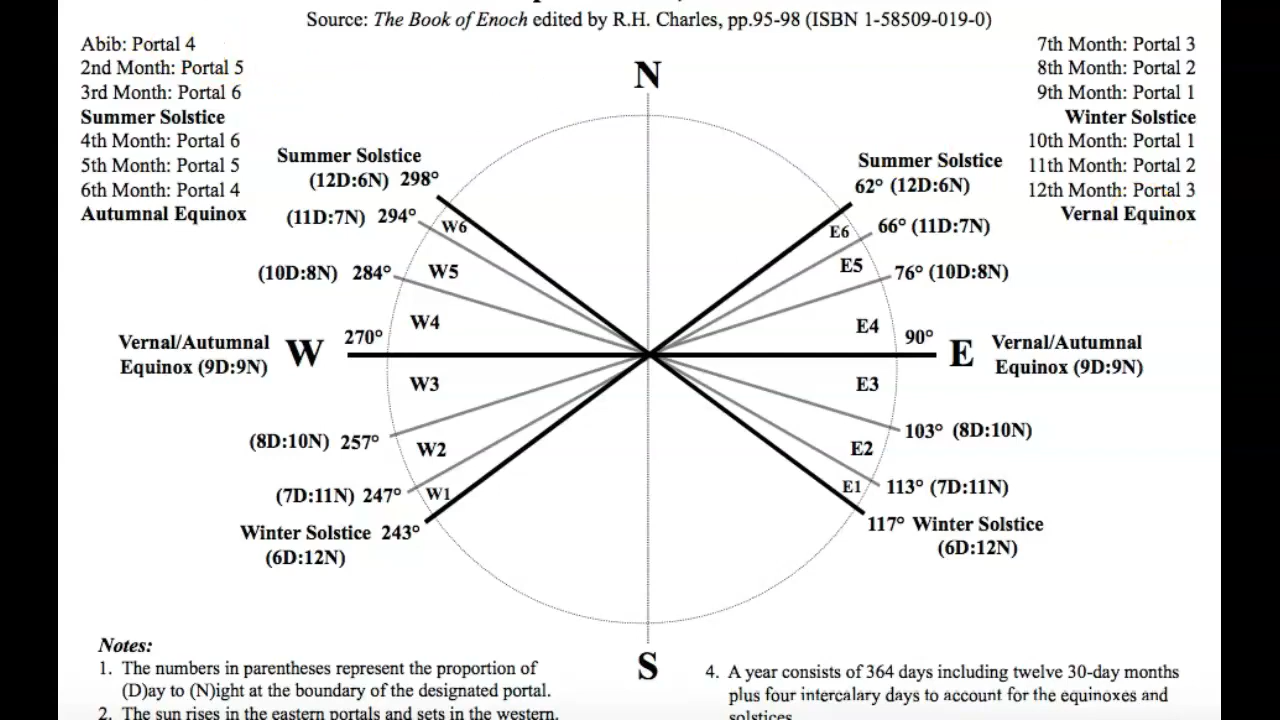 Source: The Book of Enoch edited by R.H. Charles, pp.95-98 (ISBN 1-58509-019-0)
Abib: Portal 4
2nd Month: Portal 5
3rd Month: Portal 6
Summer Solstice
4th Month: Portal 6
5th Month: Portal 5
6th Month: Portal 4
Autumnal Equinox
7th Month: Portal 3
8th Month: Portal 2
9th Month: Portal 1
Winter Solstice
10th Month: Portal 1
11th Month: Portal 2
12th Month: Portal 3
Vernal Equinox
N
Summer Solstice
(12D:6N) 298°
(11D:7N) 294°
(10D:8N) 284°
270°
Vernal/Autumnal
Equinox (9D:9N)
W
(8D:10N) 257°
(7D:11N) 247°
Winter Solstice 243°
(6D:12N)
W6
W5
W4
W3
W2
W1
Summer Solstice
62° (12D:6N)
66° (11D:7N)
76° (10D:8N)
90°
E
Vernal/Autumnal
Equinox (9D:9N)
103° (8D:10N)
113° (7D:11N)
117° Winter Solstice
(6D:12N)
E6
E5
E4
E3
E2
E1
S
Notes:
1. The numbers in parentheses represent the proportion of
(D)ay to (N)ight at the boundary of the designated portal.
2. The sun rises in the eastern portals and sets in the western.
4. A year consists of 364 days including twelve 30-day months
plus four intercalary days to account for the equinoxes and
solstices.